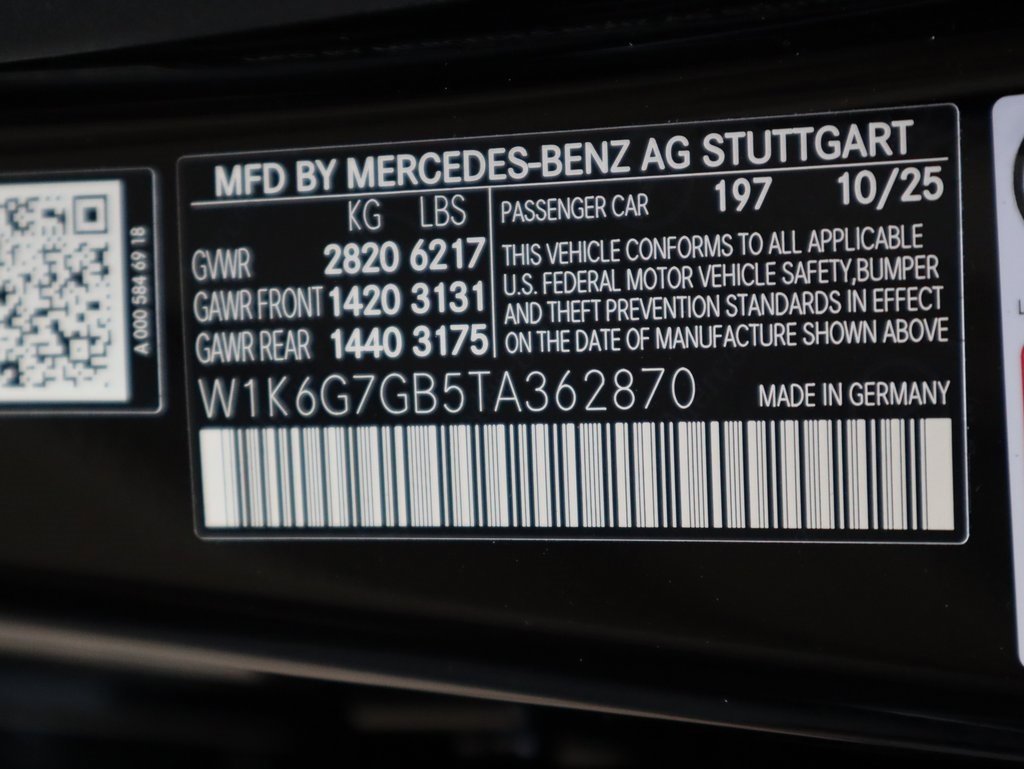 MFD BY MERCEDES-BENZ AG STUTTGART
KG LBS
GVWR 2820 6217
GAWR FRONT 1420 3131
GAWR REAR 1440 3175
PASSENGER CAR 197 10/25
THIS VEHICLE CONFORMS TO ALL APPLICABLE
U.S. FEDERAL MOTOR VEHICLE SAFETY,BUMPER
AND THEFT PREVENTION STANDARDS IN EFFECT
ON THE DATE OF MANUFACTURE SHOWN ABOVE
W1K6G7GB5TA362870 MADE IN GERMANY
A 000 584 69 18